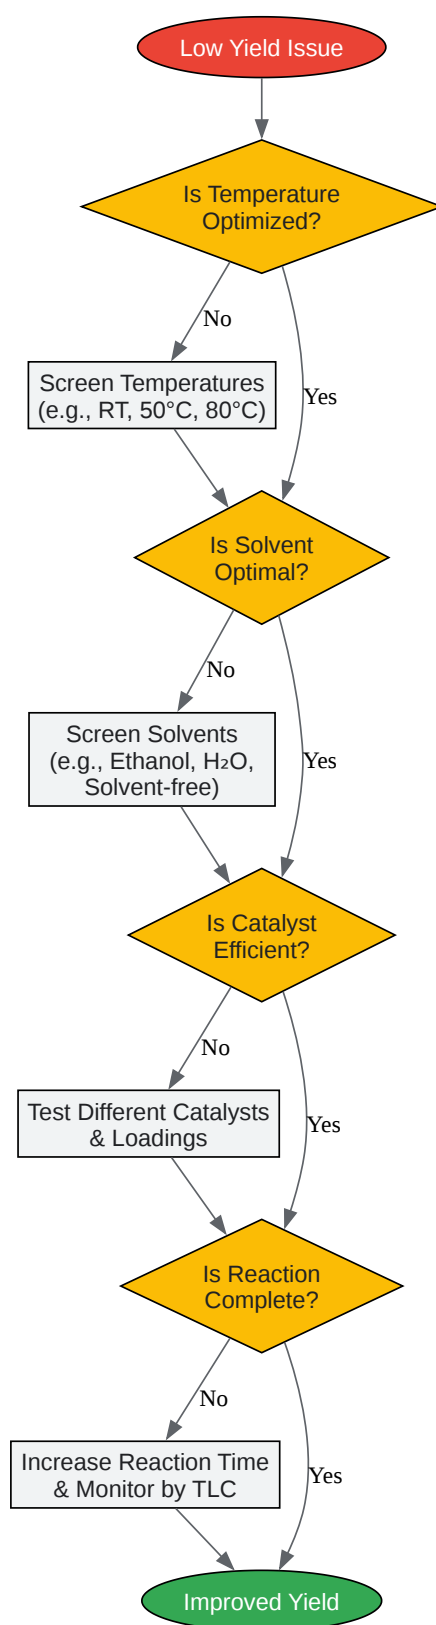 Low Yield Issue
Is Temperature
Optimized?
No
Yes
Screen Temperatures
(e.g., RT, 50°C, 80°C)
Is Solvent
Optimal?
No
Yes
Screen Solvents
(e.g., Ethanol, H₂O,
Solvent-free)
Is Catalyst
Efficient?
No
Yes
Test Different Catalysts
& Loadings
Is Reaction
Complete?
No
Yes
Increase Reaction Time
& Monitor by TLC
Improved Yield